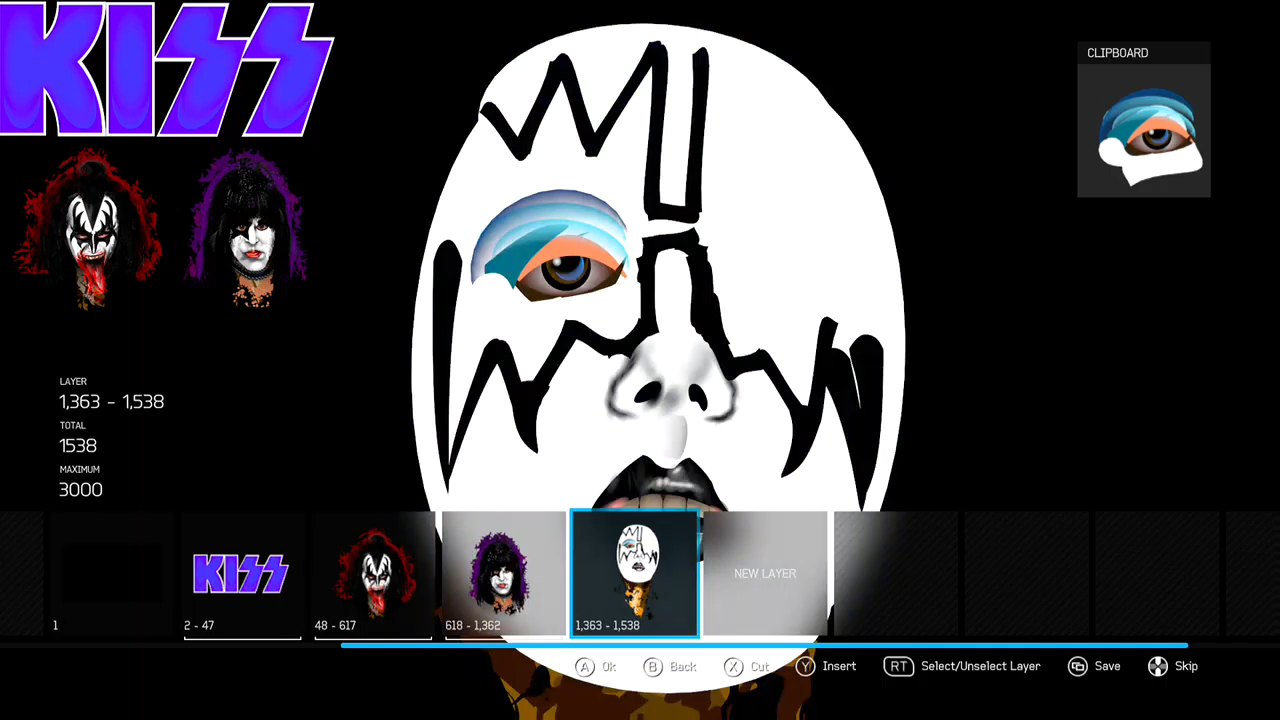 KISS
CLIPBOARD
LAYER
1,363 - 1,538
TOTAL
1538
MAXIMUM
3000
KISS
NEW LAYER
1
2 - 47
48 - 617
618 - 1,362
1,363 - 1,538
A Ok B Back X Cut Y Insert RT Select/Unselect Layer Save Skip